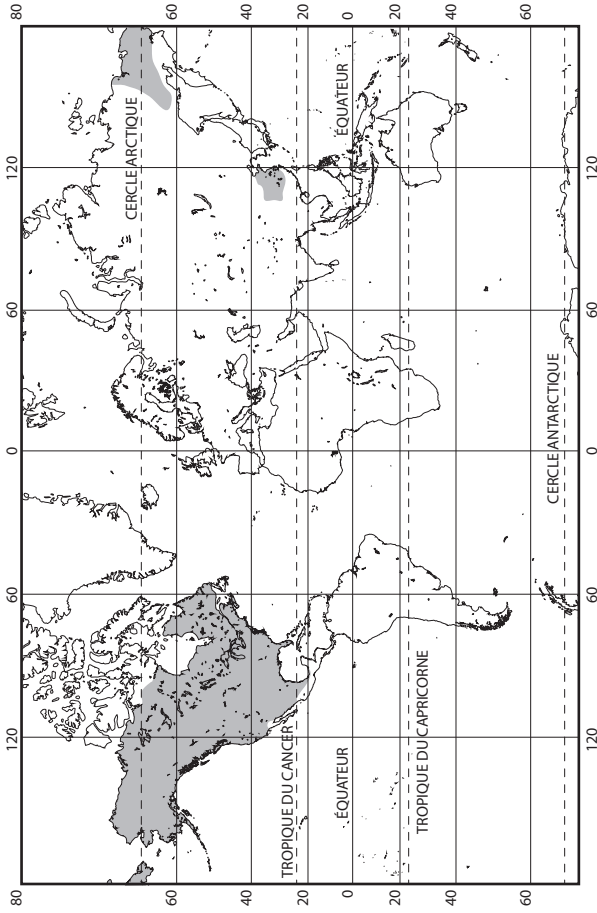 120 60 0 60 120
80 80
CERCLE ARCTIQUE
60 60
40 40
TROPIQUE DU CANCER
20 20
ÉQUATEUR ÉQUATEUR
0 0
20 20
TROPIQUE DU CAPRICORNE
40 40
CERCLE ANTARCTIQUE
60 60
120 60 0 60 120